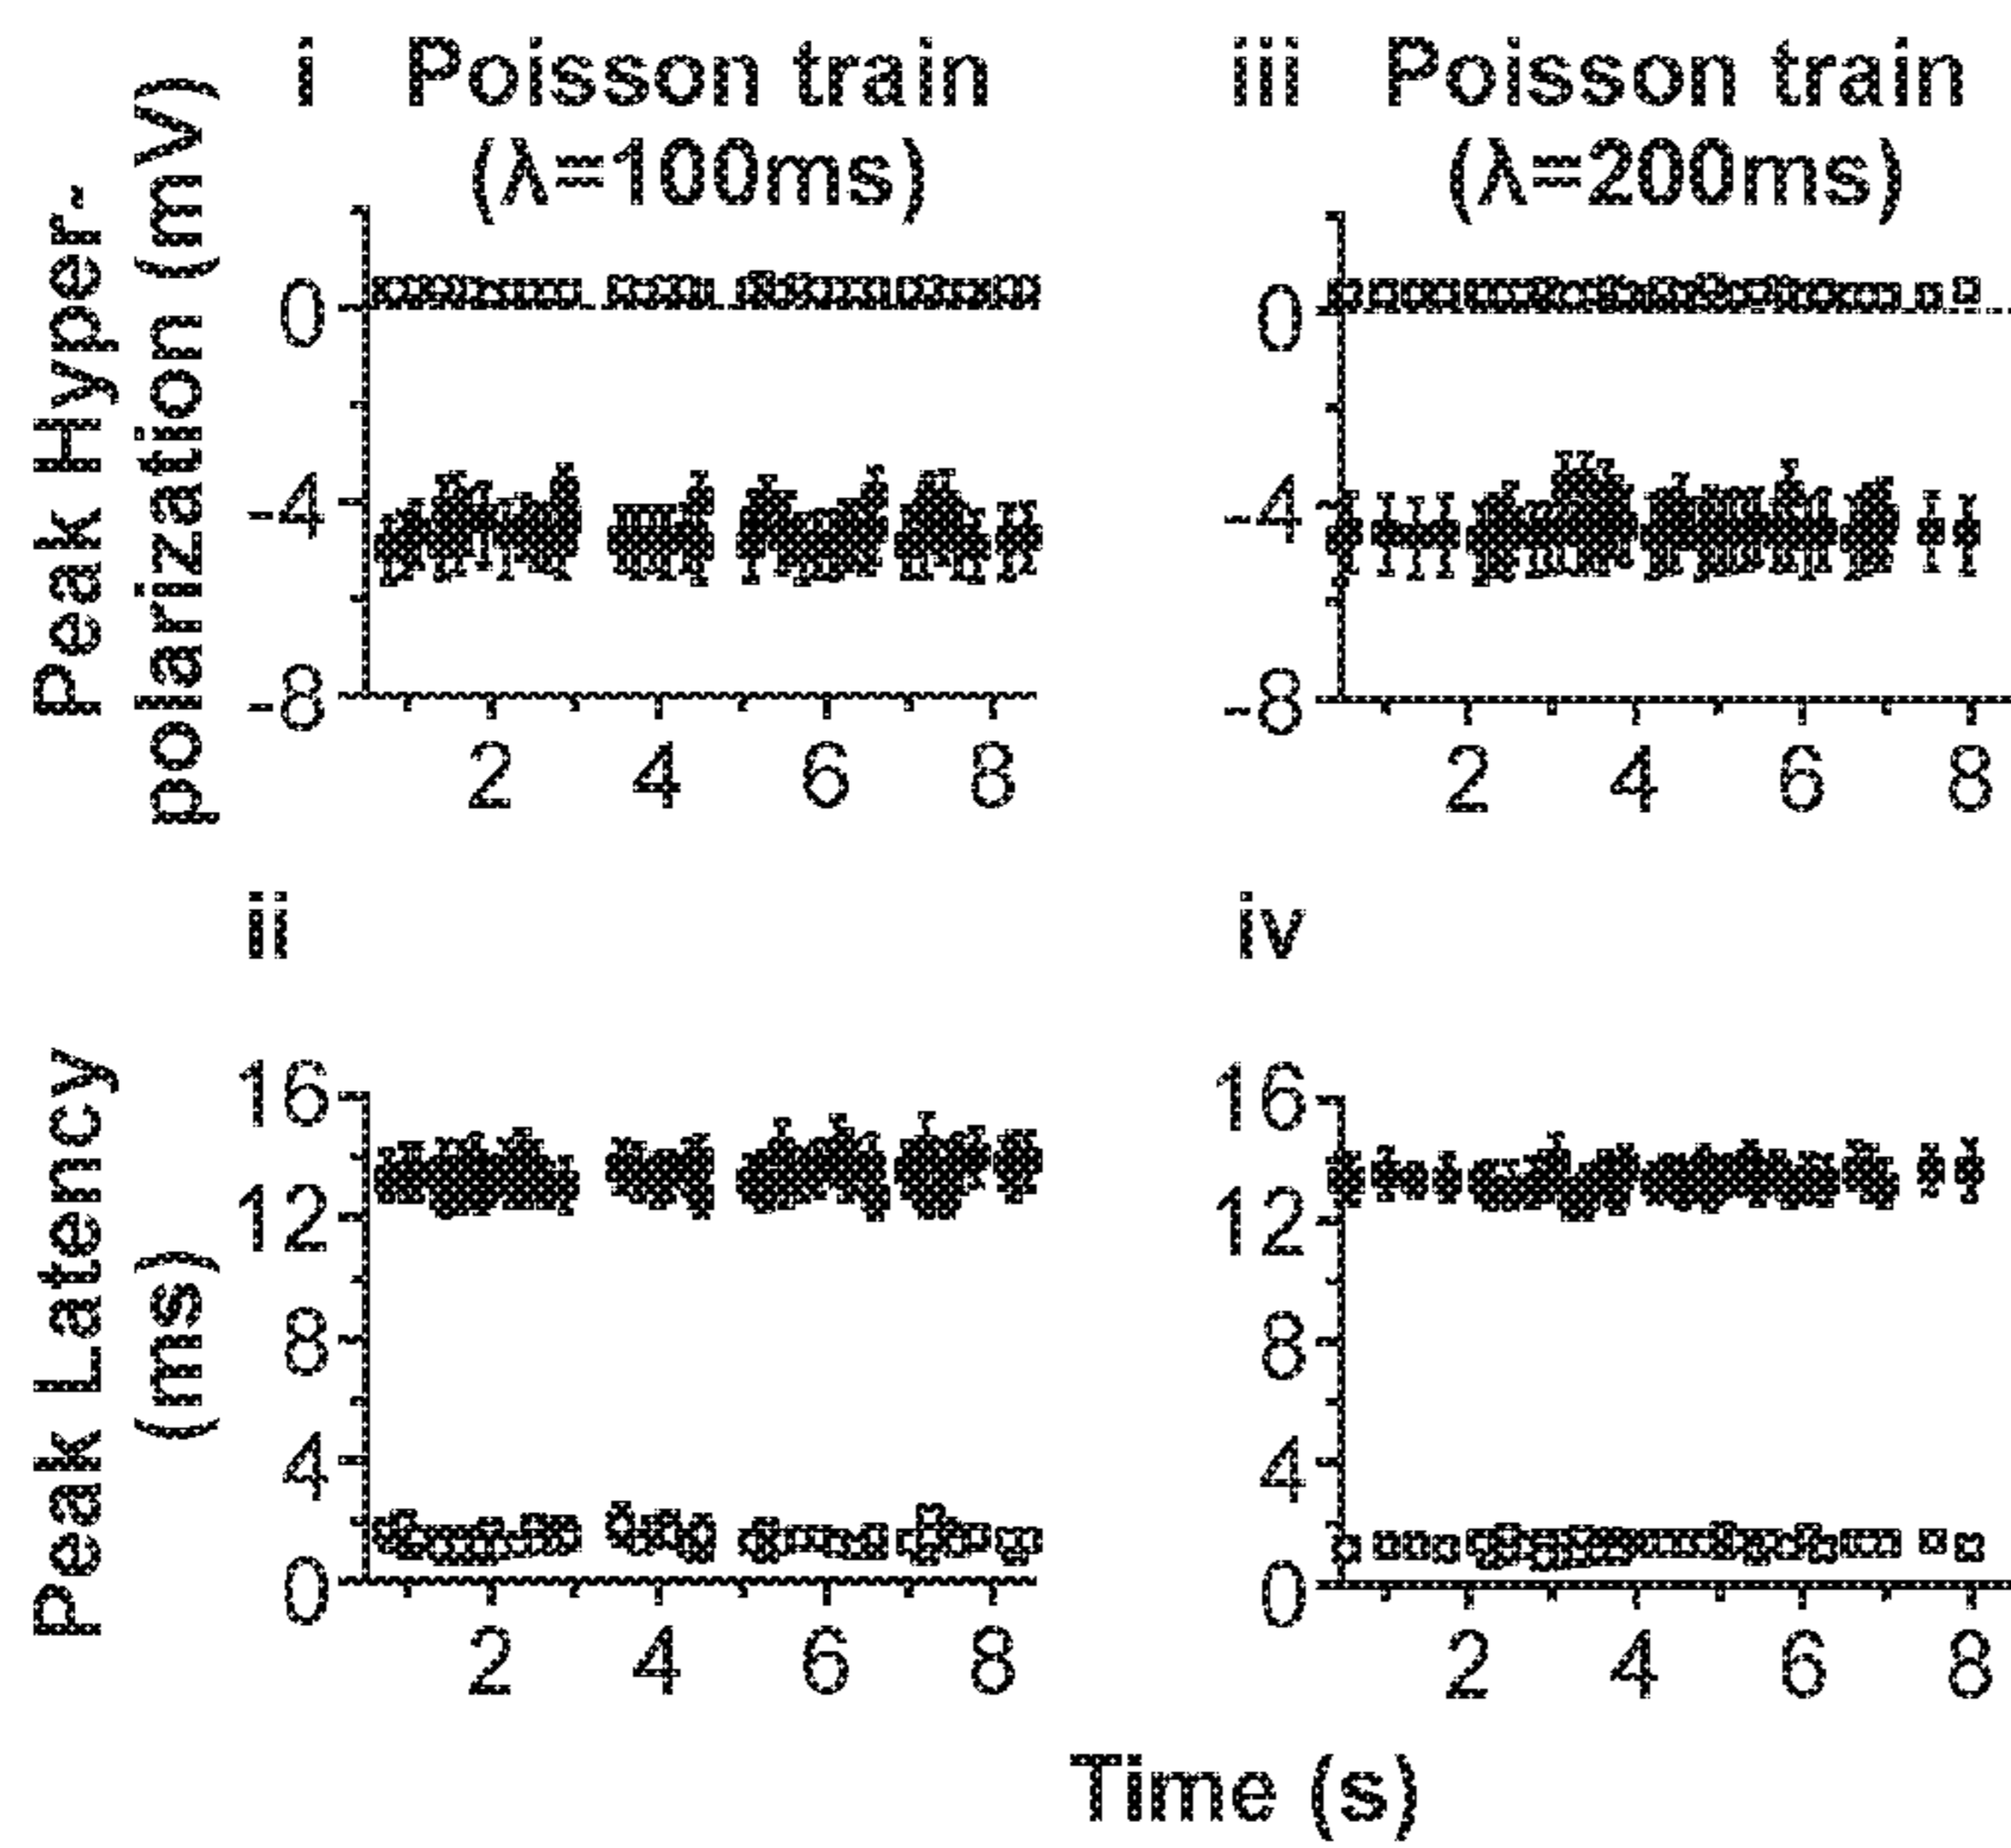 i Poisson train
(λ=100ms)
iii Poisson train
(λ=200ms)
Peak Hyper-
polarization (mV)
0
-4
-8
2 4 6 8
0
-4
-8
2 4 6 8
ii
iv
Peak Latency
(ms)
16
12
8
4
0
2 4 6 8
16
12
8
4
0
2 4 6 8
Time (s)